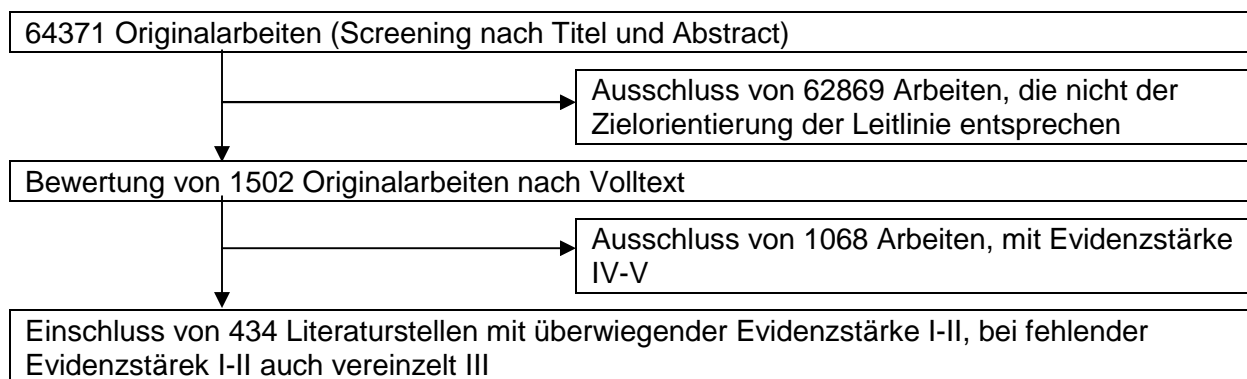 64371 Originalarbeiten (Screening nach Titel und Abstract)
Ausschluss von 62869 Arbeiten, die nicht der
Zielorientierung der Leitlinie entsprechen
Bewertung von 1502 Originalarbeiten nach Volltext
Ausschluss von 1068 Arbeiten, mit Evidenzstärke
IV-V
Einschluss von 434 Literaturstellen mit überwiegender Evidenzstärke I-II, bei fehlender
Evidenzstärek I-II auch vereinzelt III